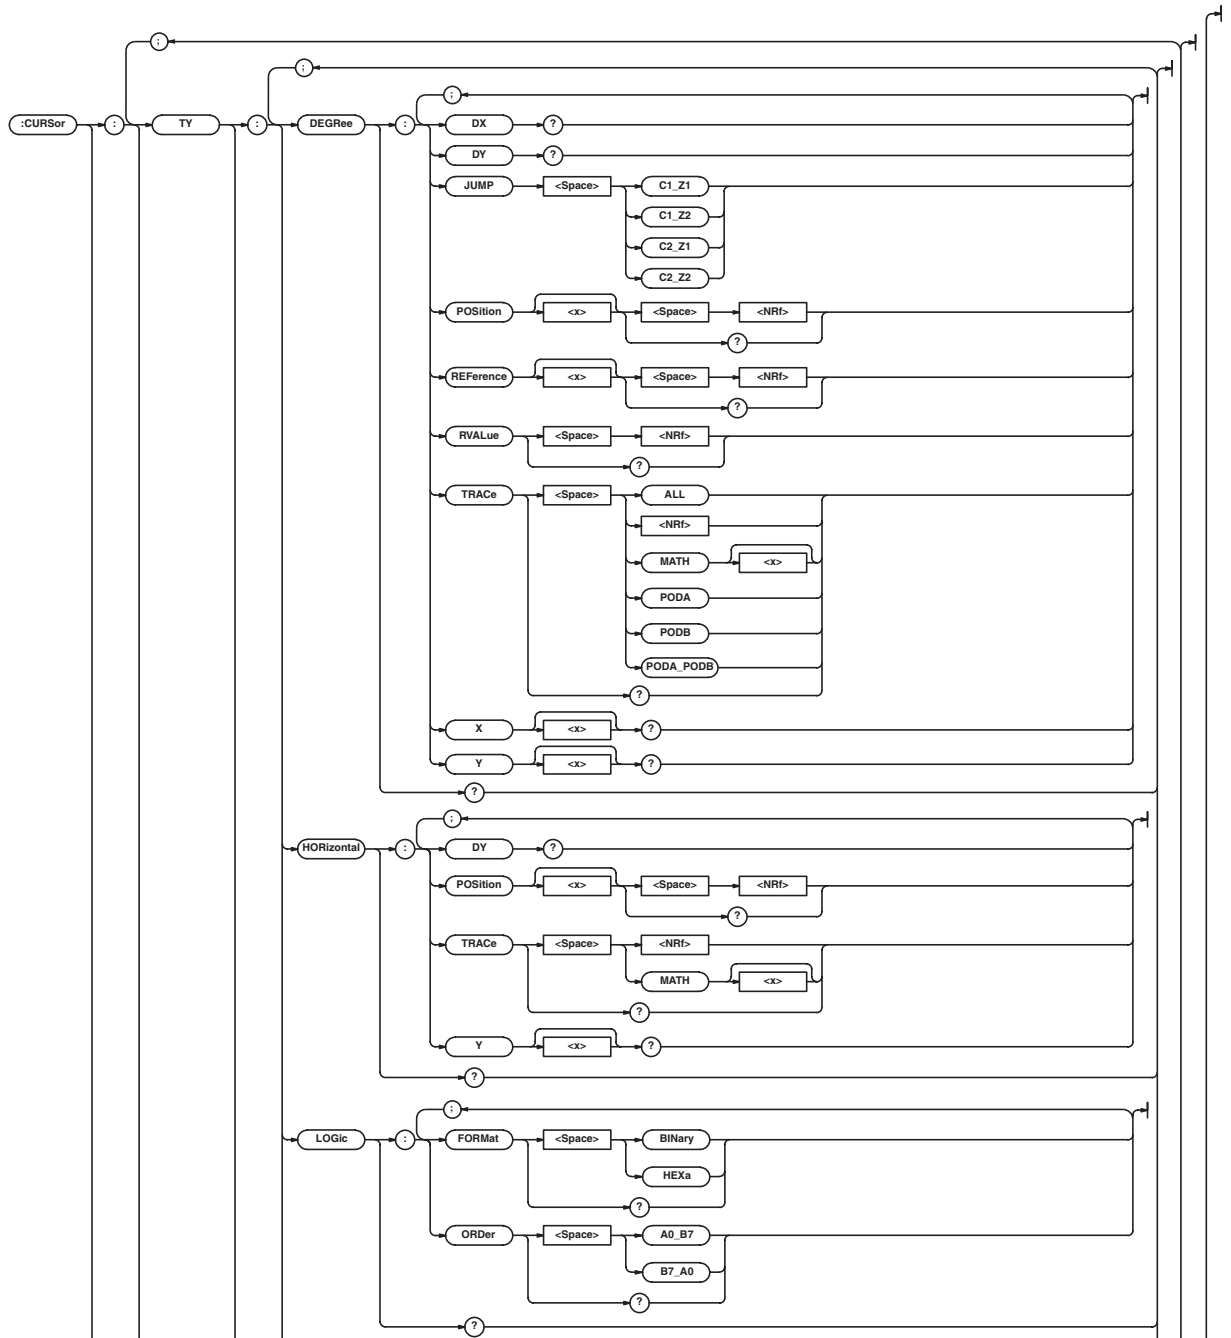 ;
;
;
:CURSor : TY : DEGRee : DX ?
DY ?
JUMP <Space> C1_Z1
C1_Z2
C2_Z1
C2_Z2
POSition <x> <Space> <NRf>
?
REFerence <x> <Space> <NRf>
?
RVALue <Space> <NRf>
?
TRACe <Space> ALL
<NRf>
MATH <x>
PODA
PODB
PODA_PODB
?
X <x> ?
Y <x> ?
?
;
HORizontal : DY ?
POSition <x> <Space> <NRf>
?
TRACe <Space> <NRf>
MATH <x>
?
Y <x> ?
?
;
LOGic : FORMat <Space> BINary
HEXa
?
ORDer <Space> A0_B7
B7_A0
?
?